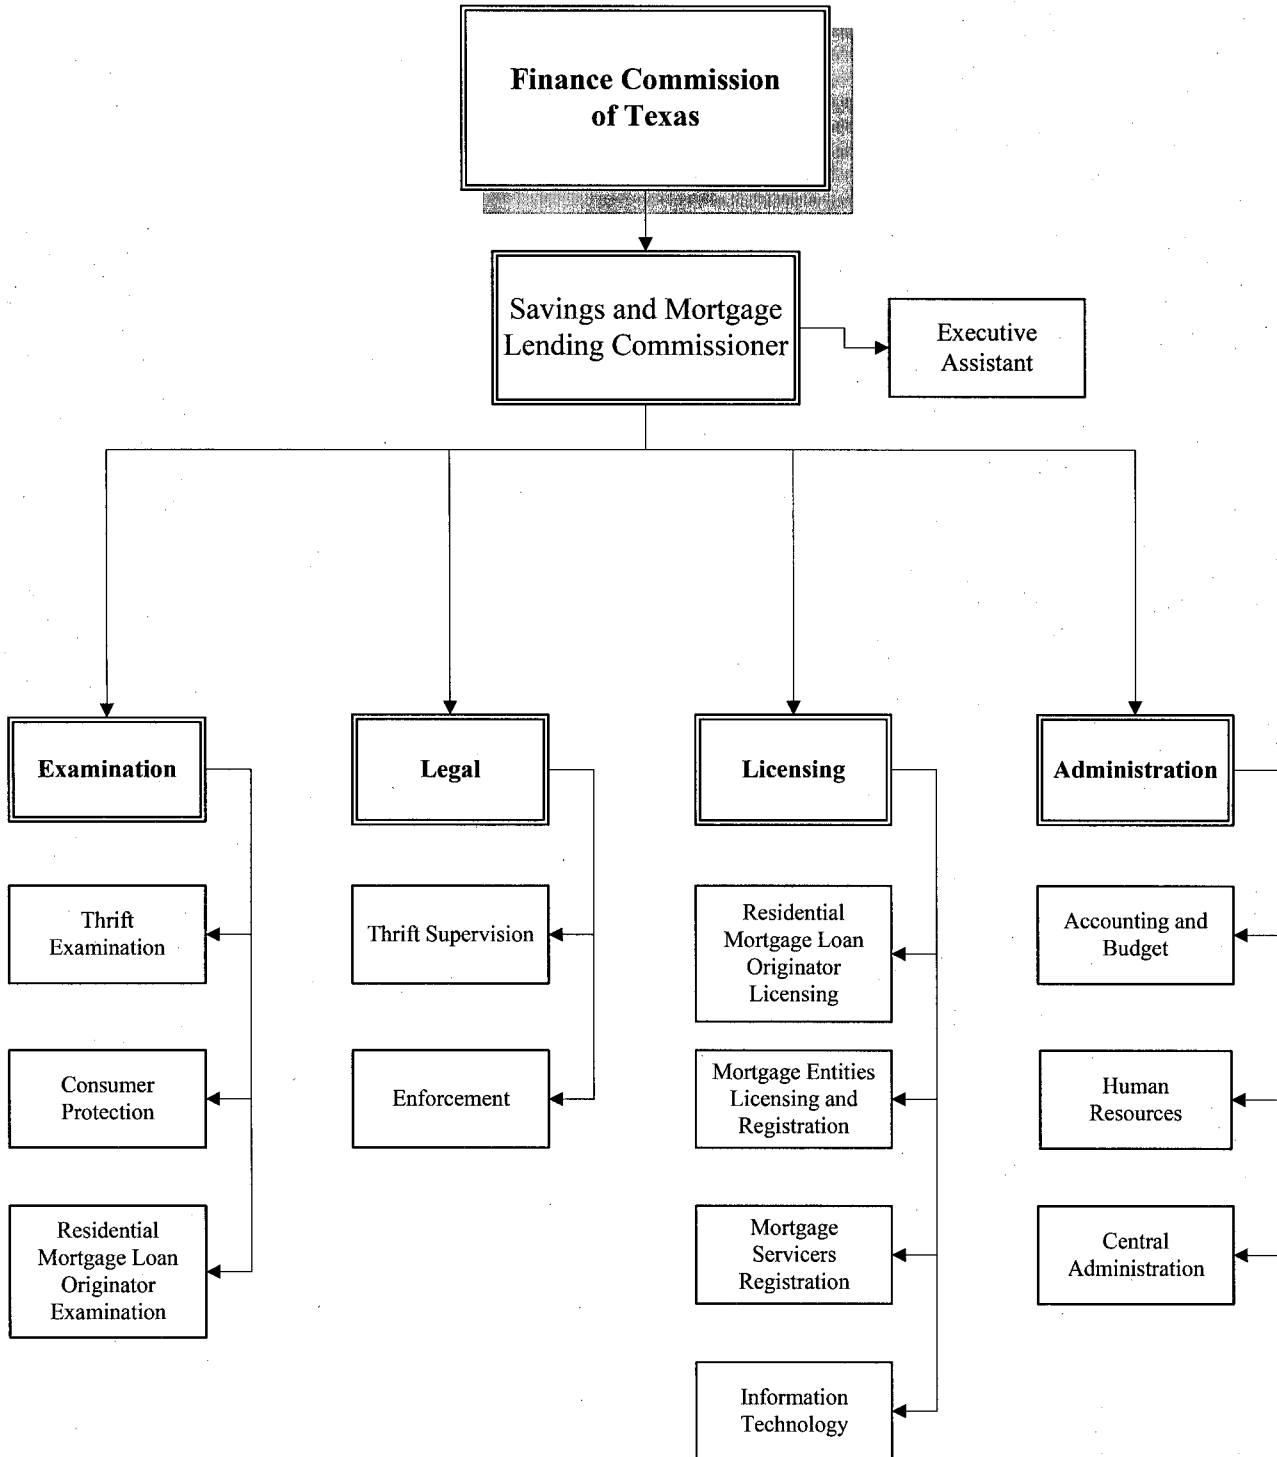 Finance Commission
of Texas
Savings and Mortgage
Lending Commissioner
Executive
Assistant
Examination
Legal
Licensing
Administration
Thrift
Examination
Consumer
Protection
Residential
Mortgage Loan
Originator
Examination
Thrift Supervision
Enforcement
Residential
Mortgage Loan
Originator
Licensing
Mortgage Entities
Licensing and
Registration
Mortgage
Servicers
Registration
Information
Technology
Accounting and
Budget
Human
Resources
Central
Administration